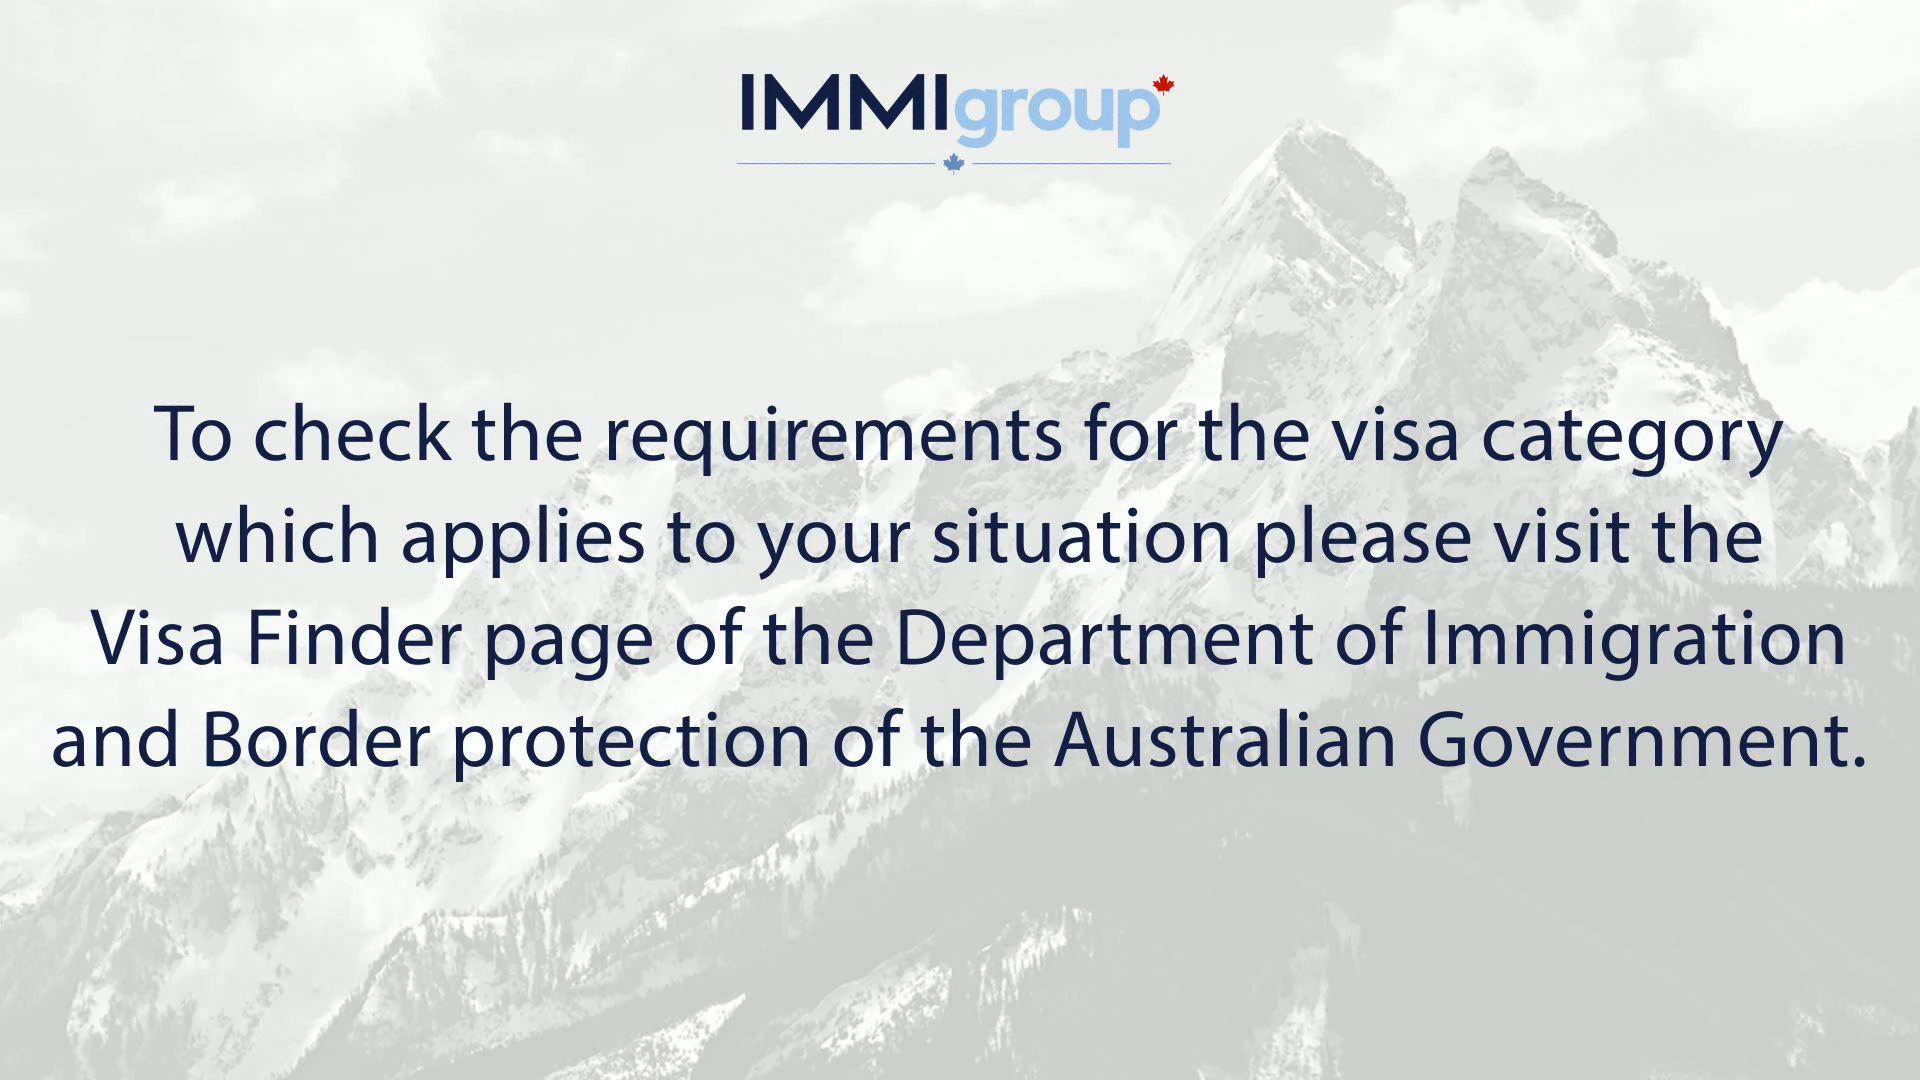 IMMIgroup
To check the requirements for the visa category
which applies to your situation please visit the
Visa Finder page of the Department of Immigration
and Border protection of the Australian Government.